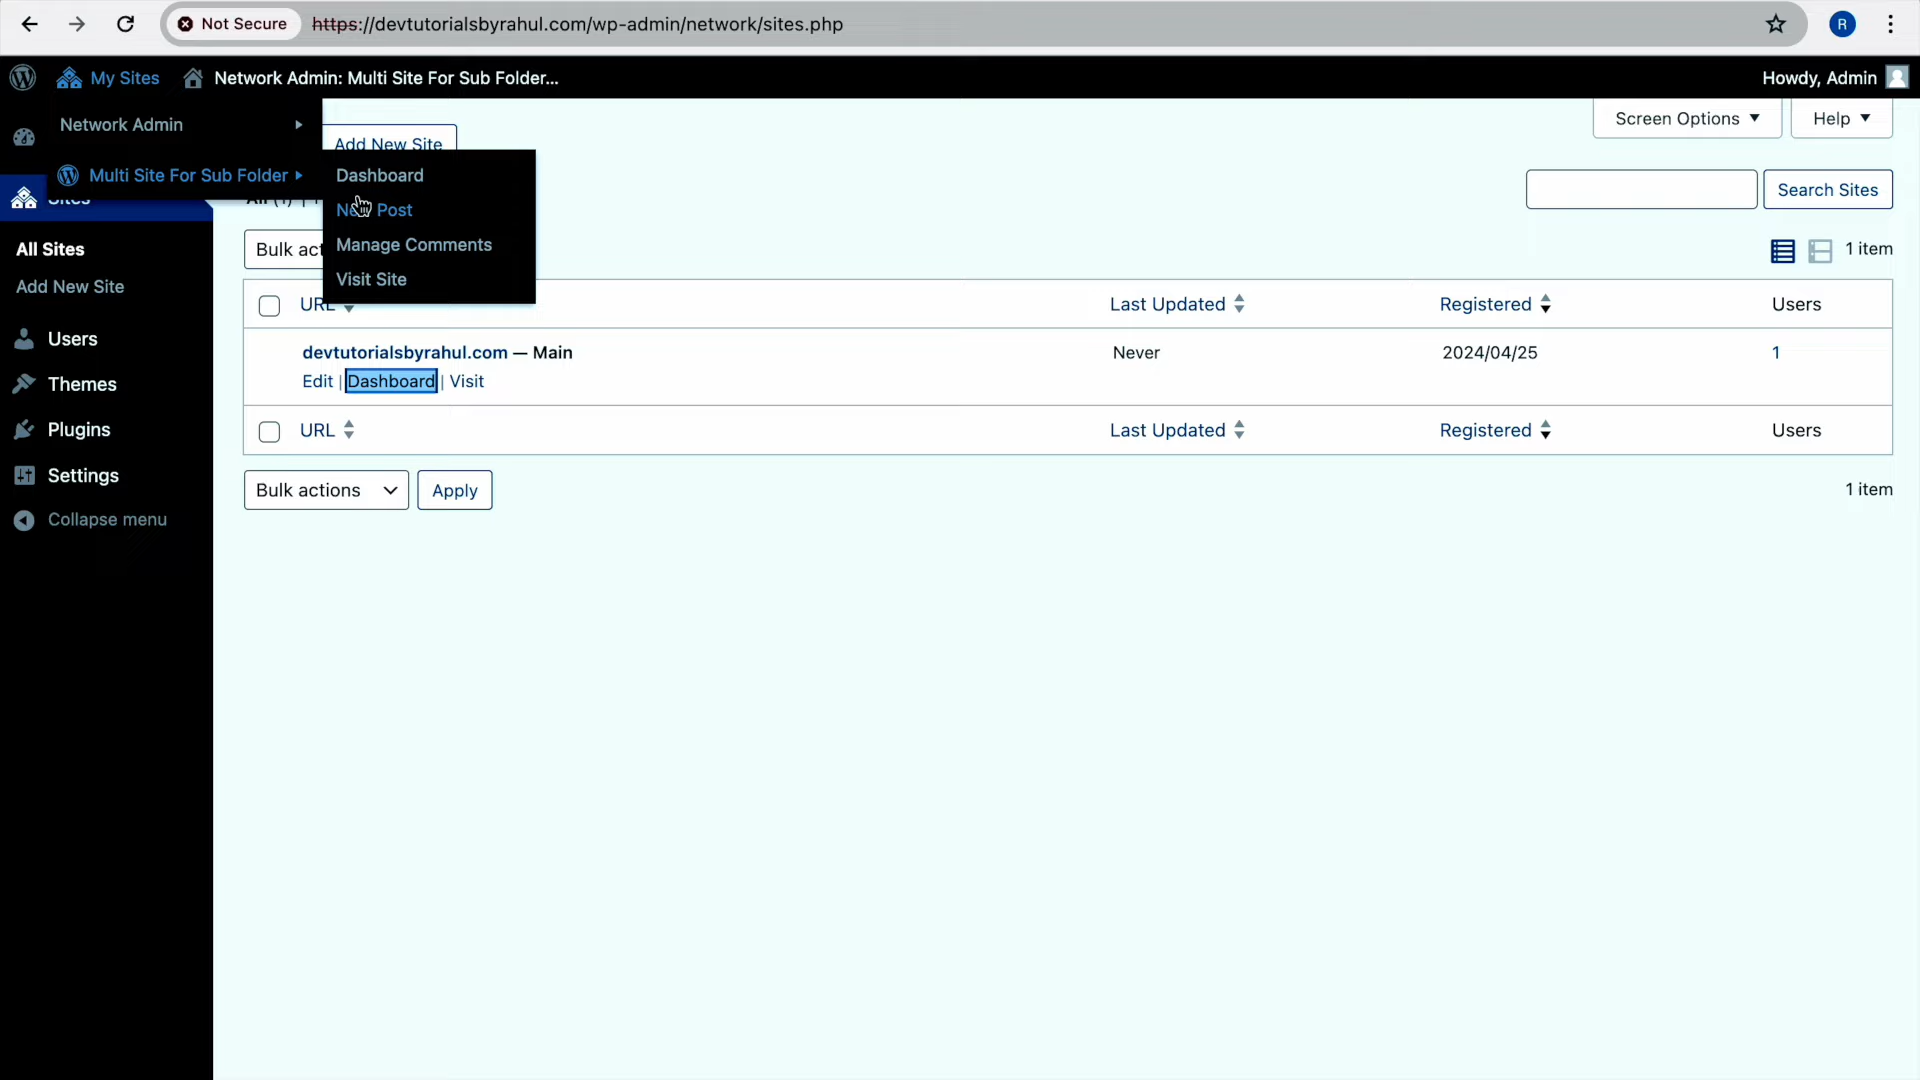 Not Secure https://devtutorialsbyrahul.com/wp-admin/network/sites.php R
My Sites Network Admin: Multi Site For Sub Folder... Howdy, Admin
Network Admin
Multi Site For Sub Folder
Add New Site
Screen Options Help
Dashboard
Post
Manage Comments
Visit Site
Search Sites
Sites
All Sites
Add New Site
Users
Themes
Plugins
Settings
Collapse menu
All (1) |
Bulk act
1 item
URL Last Updated Registered Users
devtutorialsbyrahul.com — Main Never 2024/04/25 1
Edit | Dashboard | Visit
URL Last Updated Registered Users
Bulk actions Apply 1 item